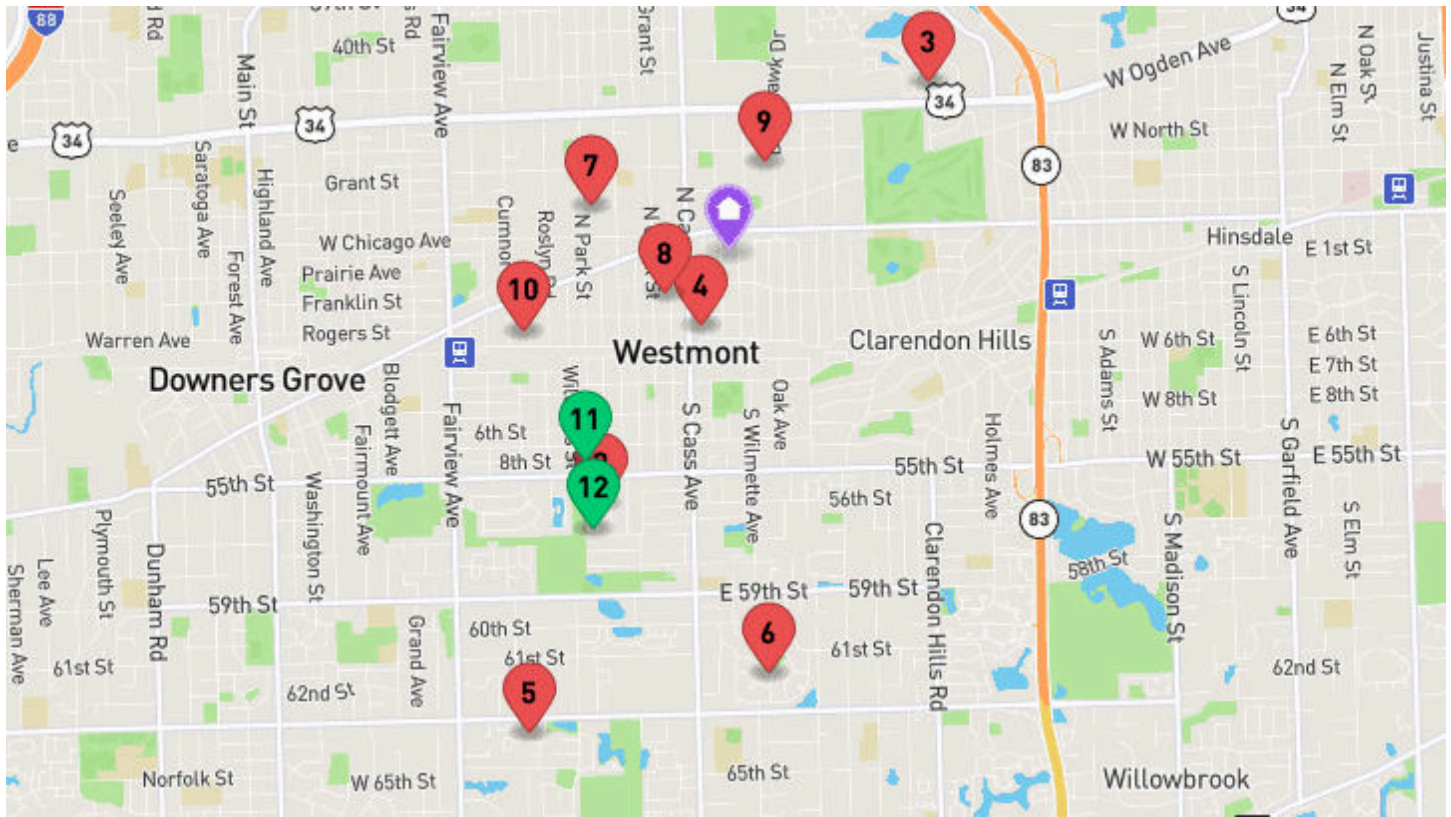 88
40th St
Grant St
Main St
Fairview Ave
3
W Ogden Ave
34
N Oak St
N Elm St
Justina St
34
34
9
W North St
7
83
Saratoga Ave
Highland Ave
Grant St
Seeley Ave
Cumnor
Roslyn Rd
N Park St
W Chicago Ave
Hinsdale
E 1st St
8
4
10
Forest Ave
Prairie Ave
Franklin St
Rogers St
S Lincoln St
Warren Ave
Westmont
Clarendon Hills
S Adams St
W 6th St
E 6th St
E 7th St
Downers Grove
Blodgett Ave
Oak Ave
W 8th St
E 8th St
11
6th St
8th St
Fairview Ave
Fairmount Ave
S Cass Ave
S Wilmette Ave
Holmes Ave
S Garfield Ave
55th St
W 55th St
E 55th St
55th St
12
56th St
Washington St
83
Plymouth St
Dunham Rd
Clarendon Hills Rd
S Madison St
S Elm St
58th St
Lee Ave
Sherman Ave
59th St
E 59th St
59th St
60th St
6
Grand Ave
61st St
61st St
61st St
62nd St
62nd St
5
Norfolk St
W 65th St
65th St
Willowbrook